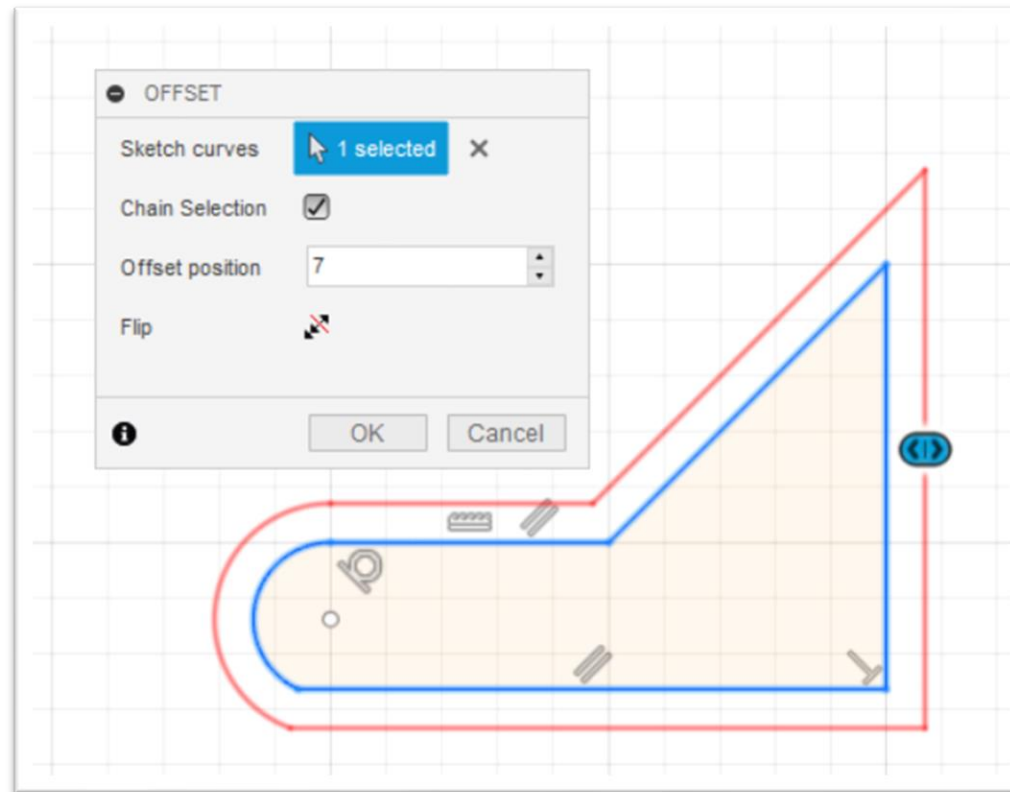 OFFSET
Sketch curves 1 selected
Chain Selection
Offset position 7
Flip
OK Cancel